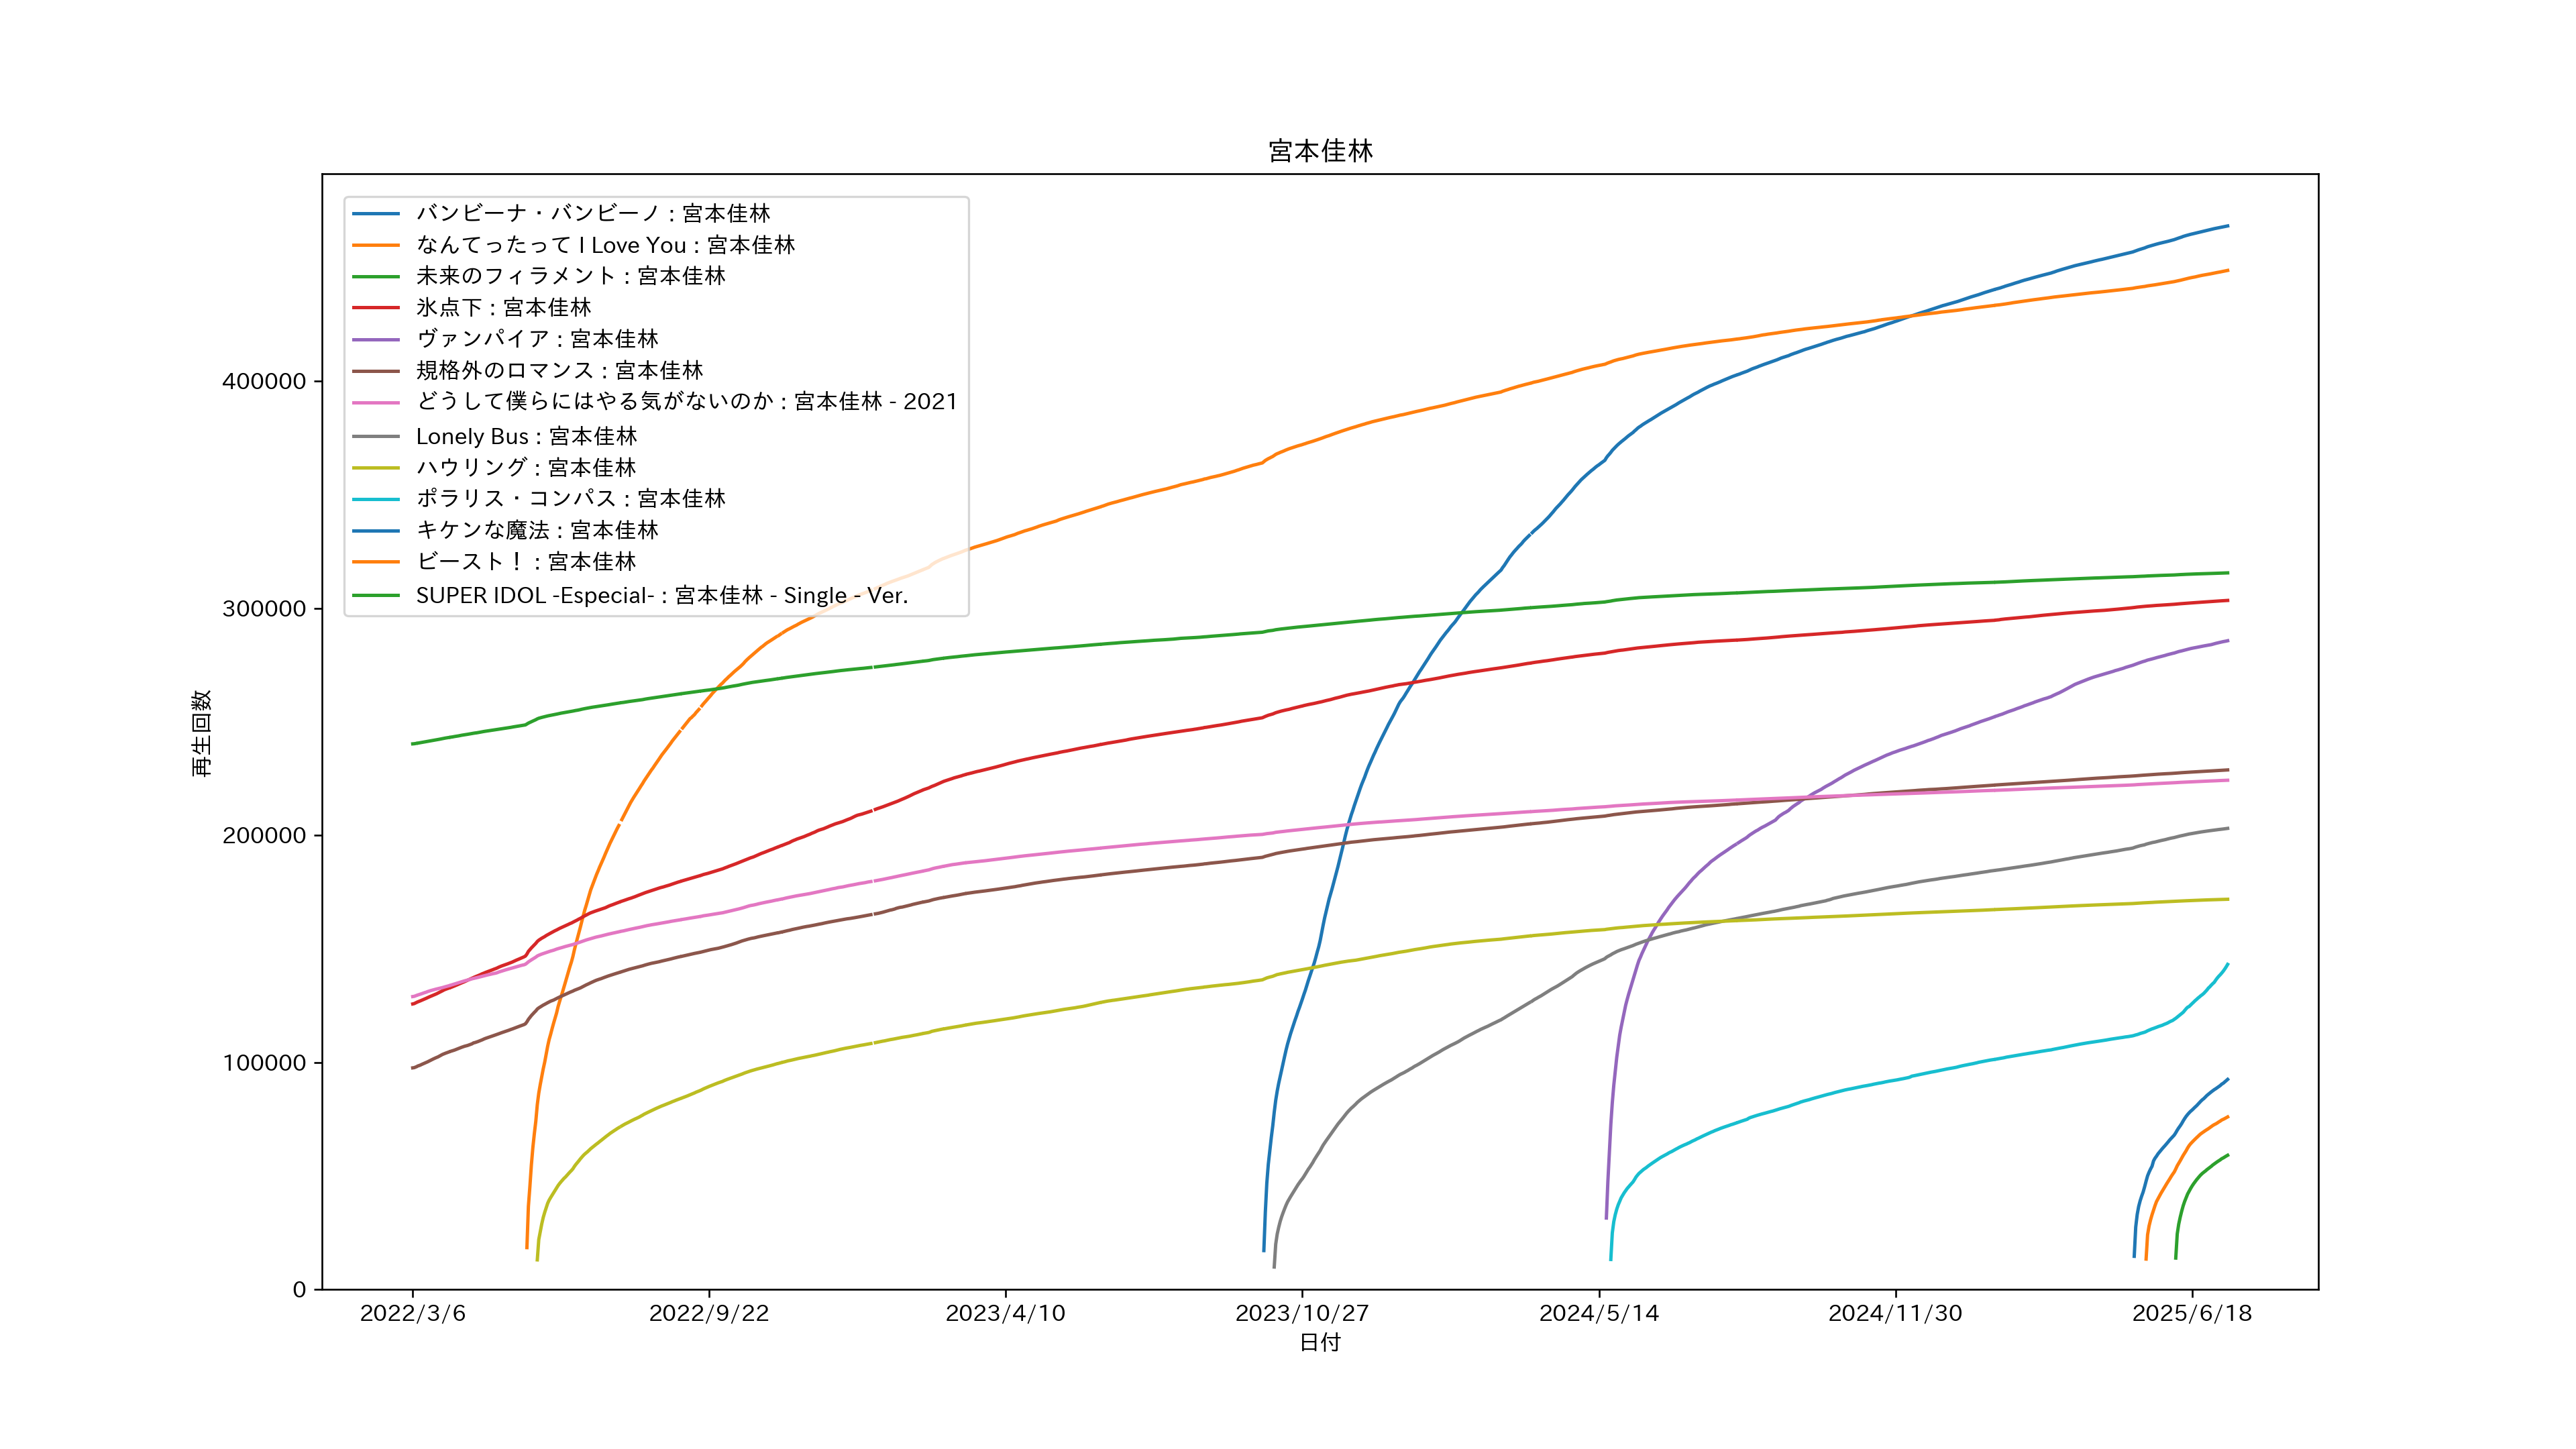 宮本佳林
バンビーナ・バンビーノ : 宮本佳林
なんてったって I Love You : 宮本佳林
未来のフィラメント : 宮本佳林
氷点下 : 宮本佳林
ヴァンパイア : 宮本佳林
規格外のロマンス : 宮本佳林
どうして僕らにはやる気がないのか : 宮本佳林 - 2021
Lonely Bus : 宮本佳林
ハウリング : 宮本佳林
ポラリス・コンパス : 宮本佳林
キケンな魔法 : 宮本佳林
ビースト！ : 宮本佳林
SUPER IDOL -Especial- : 宮本佳林 - Single - Ver.
再生回数
400000
300000
200000
100000
0
2022/3/6
2022/9/22
2023/4/10
2023/10/27
2024/5/14
2024/11/30
2025/6/18
日付